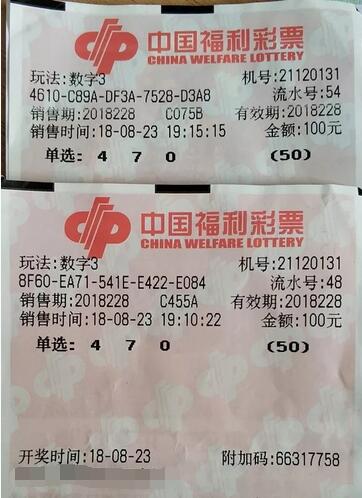 中国福利彩票
CHINA WELFARE LOTTERY
玩法:数字3 机号:21120131
4610-C89A-DF3A-7528-D3A8 流水号:54
销售期:2018228 C075B 有效期:2018228
销售时间:18-08-23 19:15:15 金额:100元
单选: 4 7 0 (50)
中国福利彩票
CHINA WELFARE LOTTERY
玩法:数字3 机号:21120131
8F60-EA71-541E-E422-E084 流水号:48
销售期:2018228 C455A 有效期:2018228
销售时间:18-08-23 19:10:22 金额:100元
单选: 4 7 0 (50)
开奖时间:18-08-23 附加码:66317758